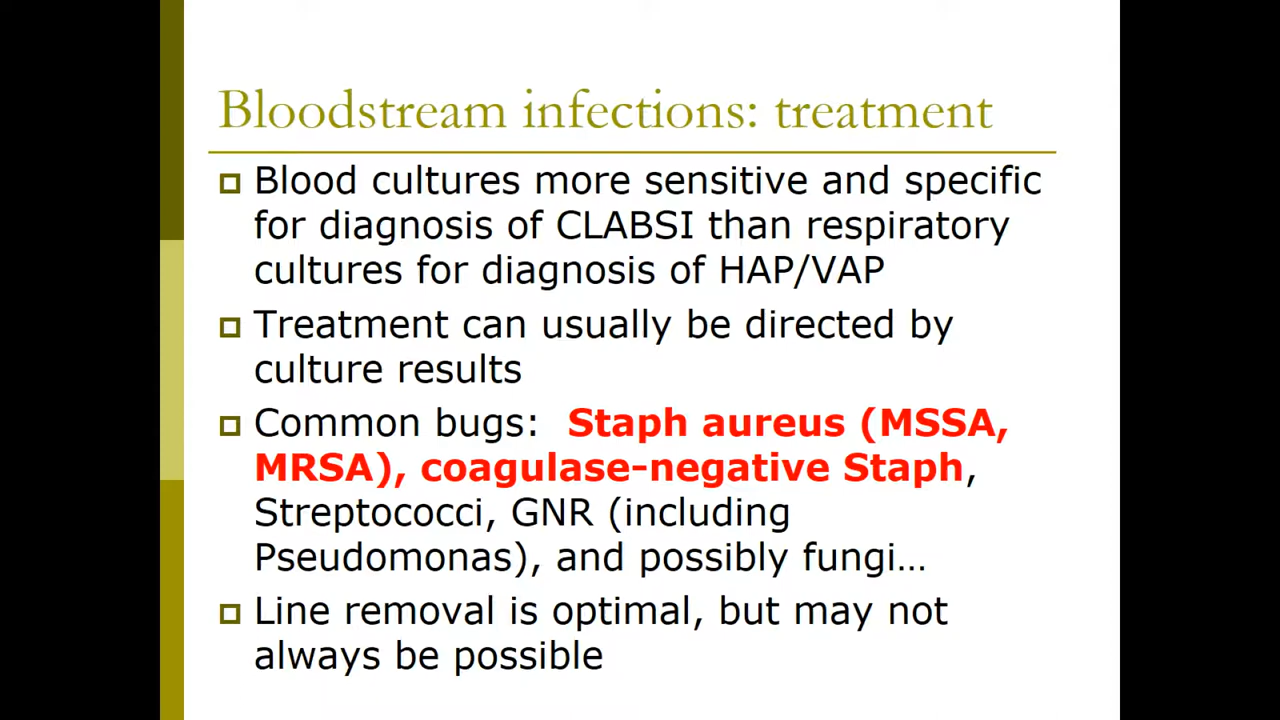 Bloodstream infections: treatment
Blood cultures more sensitive and specific
for diagnosis of CLABSI than respiratory
cultures for diagnosis of HAP/VAP
Treatment can usually be directed by
culture results
Common bugs:  Staph aureus (MSSA,
MRSA), coagulase-negative Staph,
Streptococci, GNR (including
Pseudomonas), and possibly fungi…
Line removal is optimal, but may not
always be possible